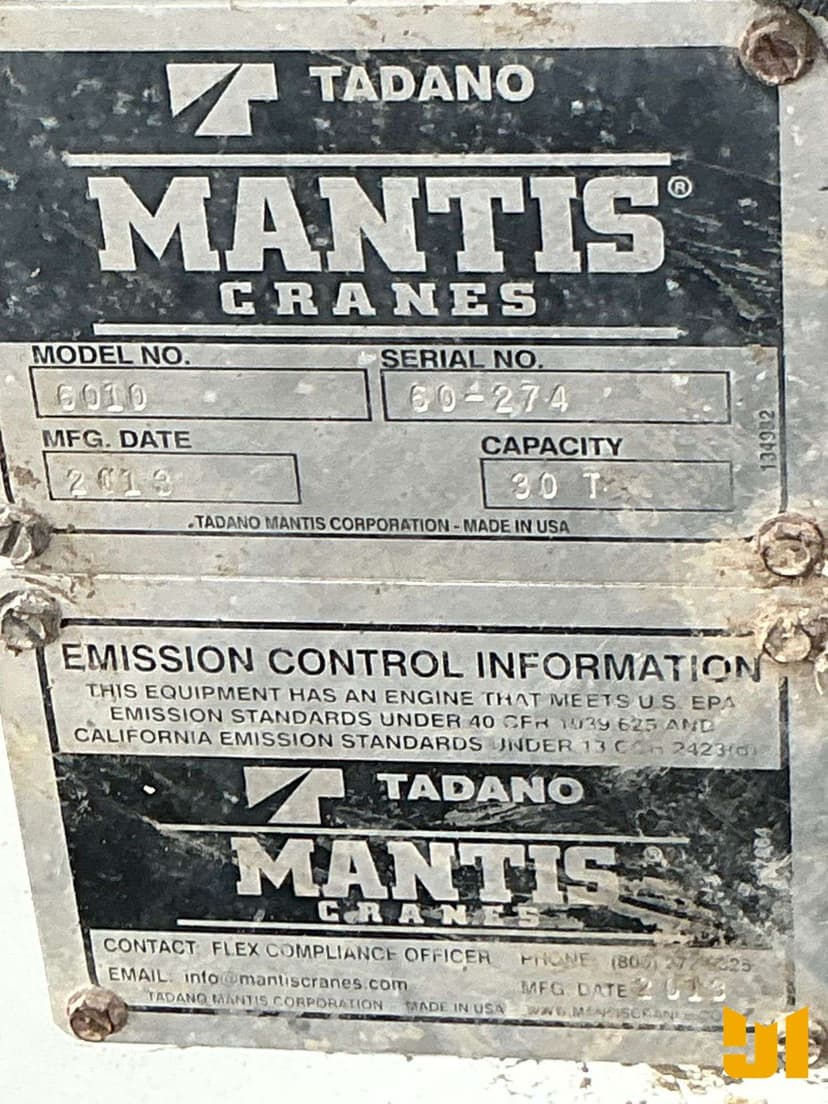 TADANO
MANTIS®
CRANES
MODEL NO. SERIAL NO.
6010 60-274
MFG. DATE CAPACITY
2013 30 T
134982
TADANO MANTIS CORPORATION - MADE IN USA
EMISSION CONTROL INFORMATION
THIS EQUIPMENT HAS AN ENGINE THAT MEETS U.S. EPA
EMISSION STANDARDS UNDER 40 CFR 1039 625 AND
CALIFORNIA EMISSION STANDARDS UNDER 13 CCR 2423(d)
TADANO
MANTIS®
CRANES
CONTACT: FLEX COMPLIANCE OFFICER PHONE
EMAIL: info@mantiscranes.com MFG. DATE 2013
TADANO MANTIS CORPORATION MADE IN USA